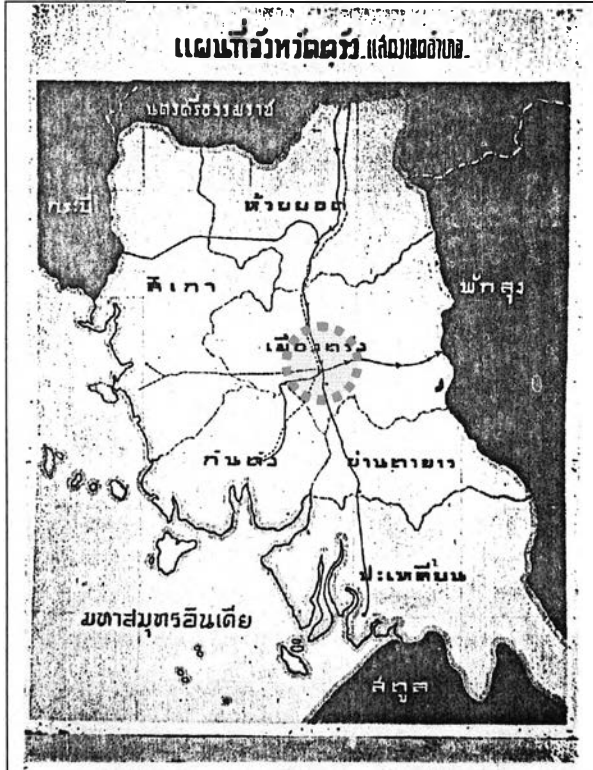 แผนที่จังหวัดตรัง แสดงเขตอำเภอ
นครศรีธรรมราช
กระบี่
ห้วยยอด
สิเกา
พัทลุง
เมืองตรัง
กันตัง
ย่านตาขาว
ปะเหลียน
มหาสมุทรอินเดีย
สตูล